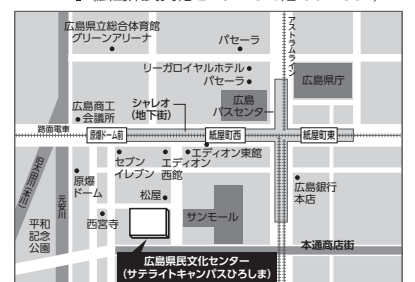 広島県立総合体育館
グリーンアリーナ
パセーラ
アストラムライン
リーガロイヤルホテル
パセーラ
広島県庁
広島
バスセンター
広島商工
会議所
シャレオ
(地下街)
路面電車
原爆ドーム前
紙屋町西
紙屋町東
セブン
イレブン
エディオン
西館
エディオン東館
旧太田川(本川)
元安川
原爆
ドーム
松屋
広島銀行
本店
平和
記念
公園
西宮寺
サンモール
本通商店街
広島県民文化センター
(サテライトキャンパスひろしま)